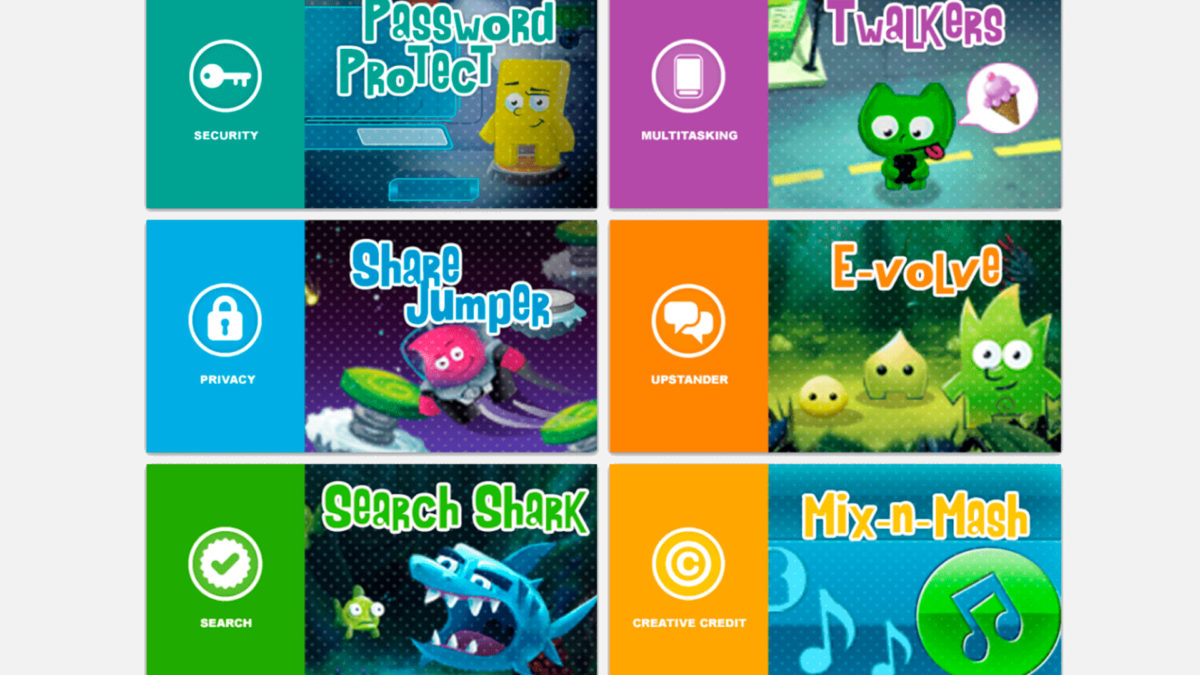 Password
Protect
SECURITY
Twalkers
MULTITASKING
Share
Jumper
PRIVACY
E-volve
UPSTANDER
Search Shark
SEARCH
Mix-n-Mash
C
CREATIVE CREDIT